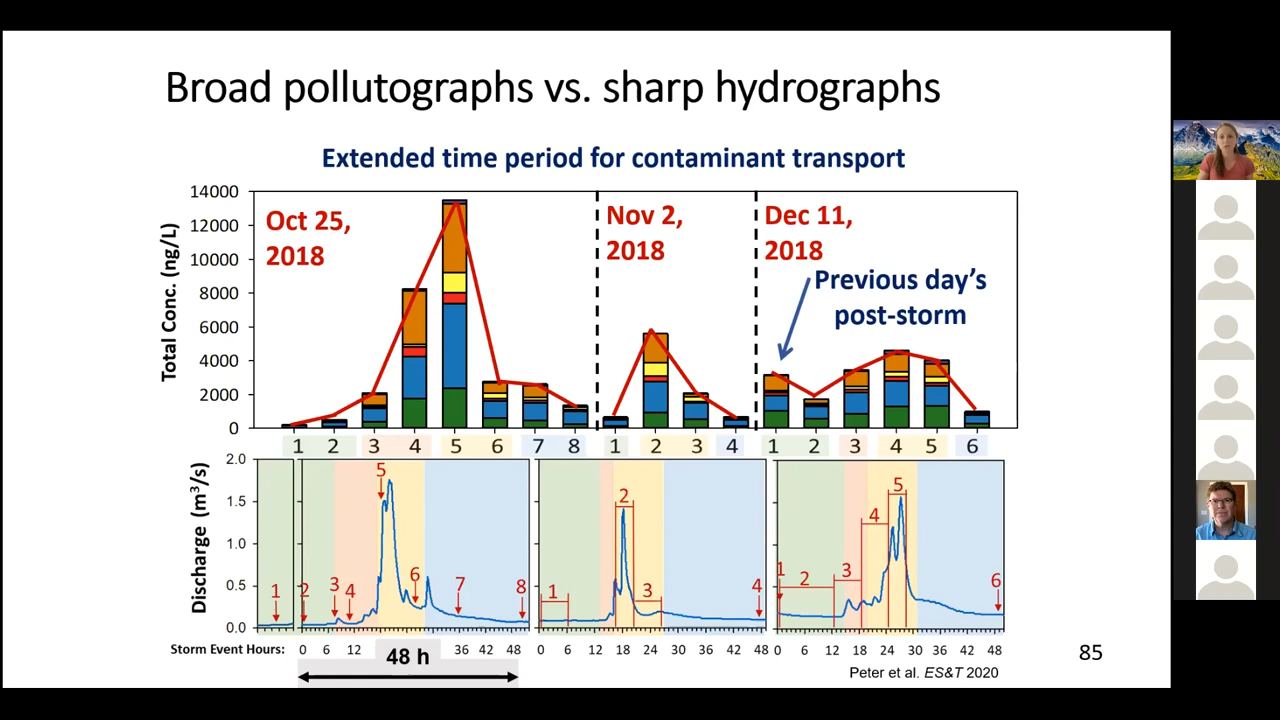 Broad pollutographs vs. sharp hydrographs
Extended time period for contaminant transport
Total Conc. (ng/L)
14000
12000
10000
8000
6000
4000
2000
0
Oct 25,
2018
Nov 2,
2018
Dec 11,
2018
Previous day's
post-storm
1 2 3 4 5 6 7 8 1 2 3 4 1 2 3 4 5 6
Discharge (m³/s)
2.0
1.5
1.0
0.5
0.0
1 2 3 4 5 6 7 8
1 2 3 4
1 2 3 4 5 6
Storm Event Hours: 0 6 12 36 42 48 0 6 12 18 24 30 36 42 48 0 6 12 18 24 30 36 42 48
48 h
Peter et al. ES&T 2020
85